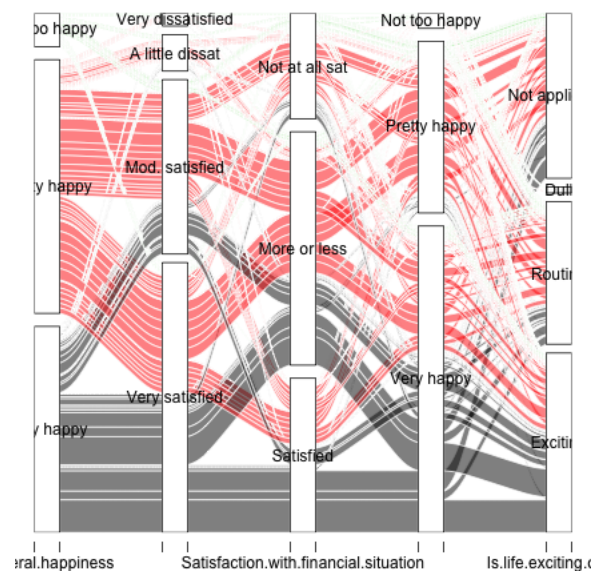 oo happy
Very dissatisfied
Not too happy
A little dissat
Not at all sat
Not appli
Pretty happy
Mod. satisfied
y happy
Dull
More or less
Routin
Very happy
Very satisfied
y happy
Satisfied
Exciti
eral.happiness
Satisfaction.with.financial.situation
Is.life.exciting.o